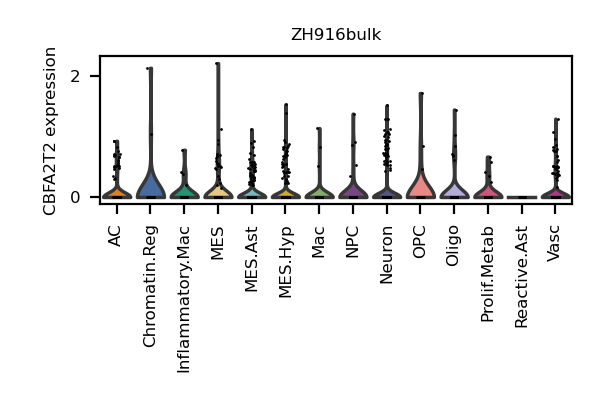 ZH916bulk
CBFA2T2 expression
2
0
AC
Chromatin.Reg
Inflammatory.Mac
MES
MES.Ast
MES.Hyp
Mac
NPC
Neuron
OPC
Oligo
Prolif.Metab
Reactive.Ast
Vasc